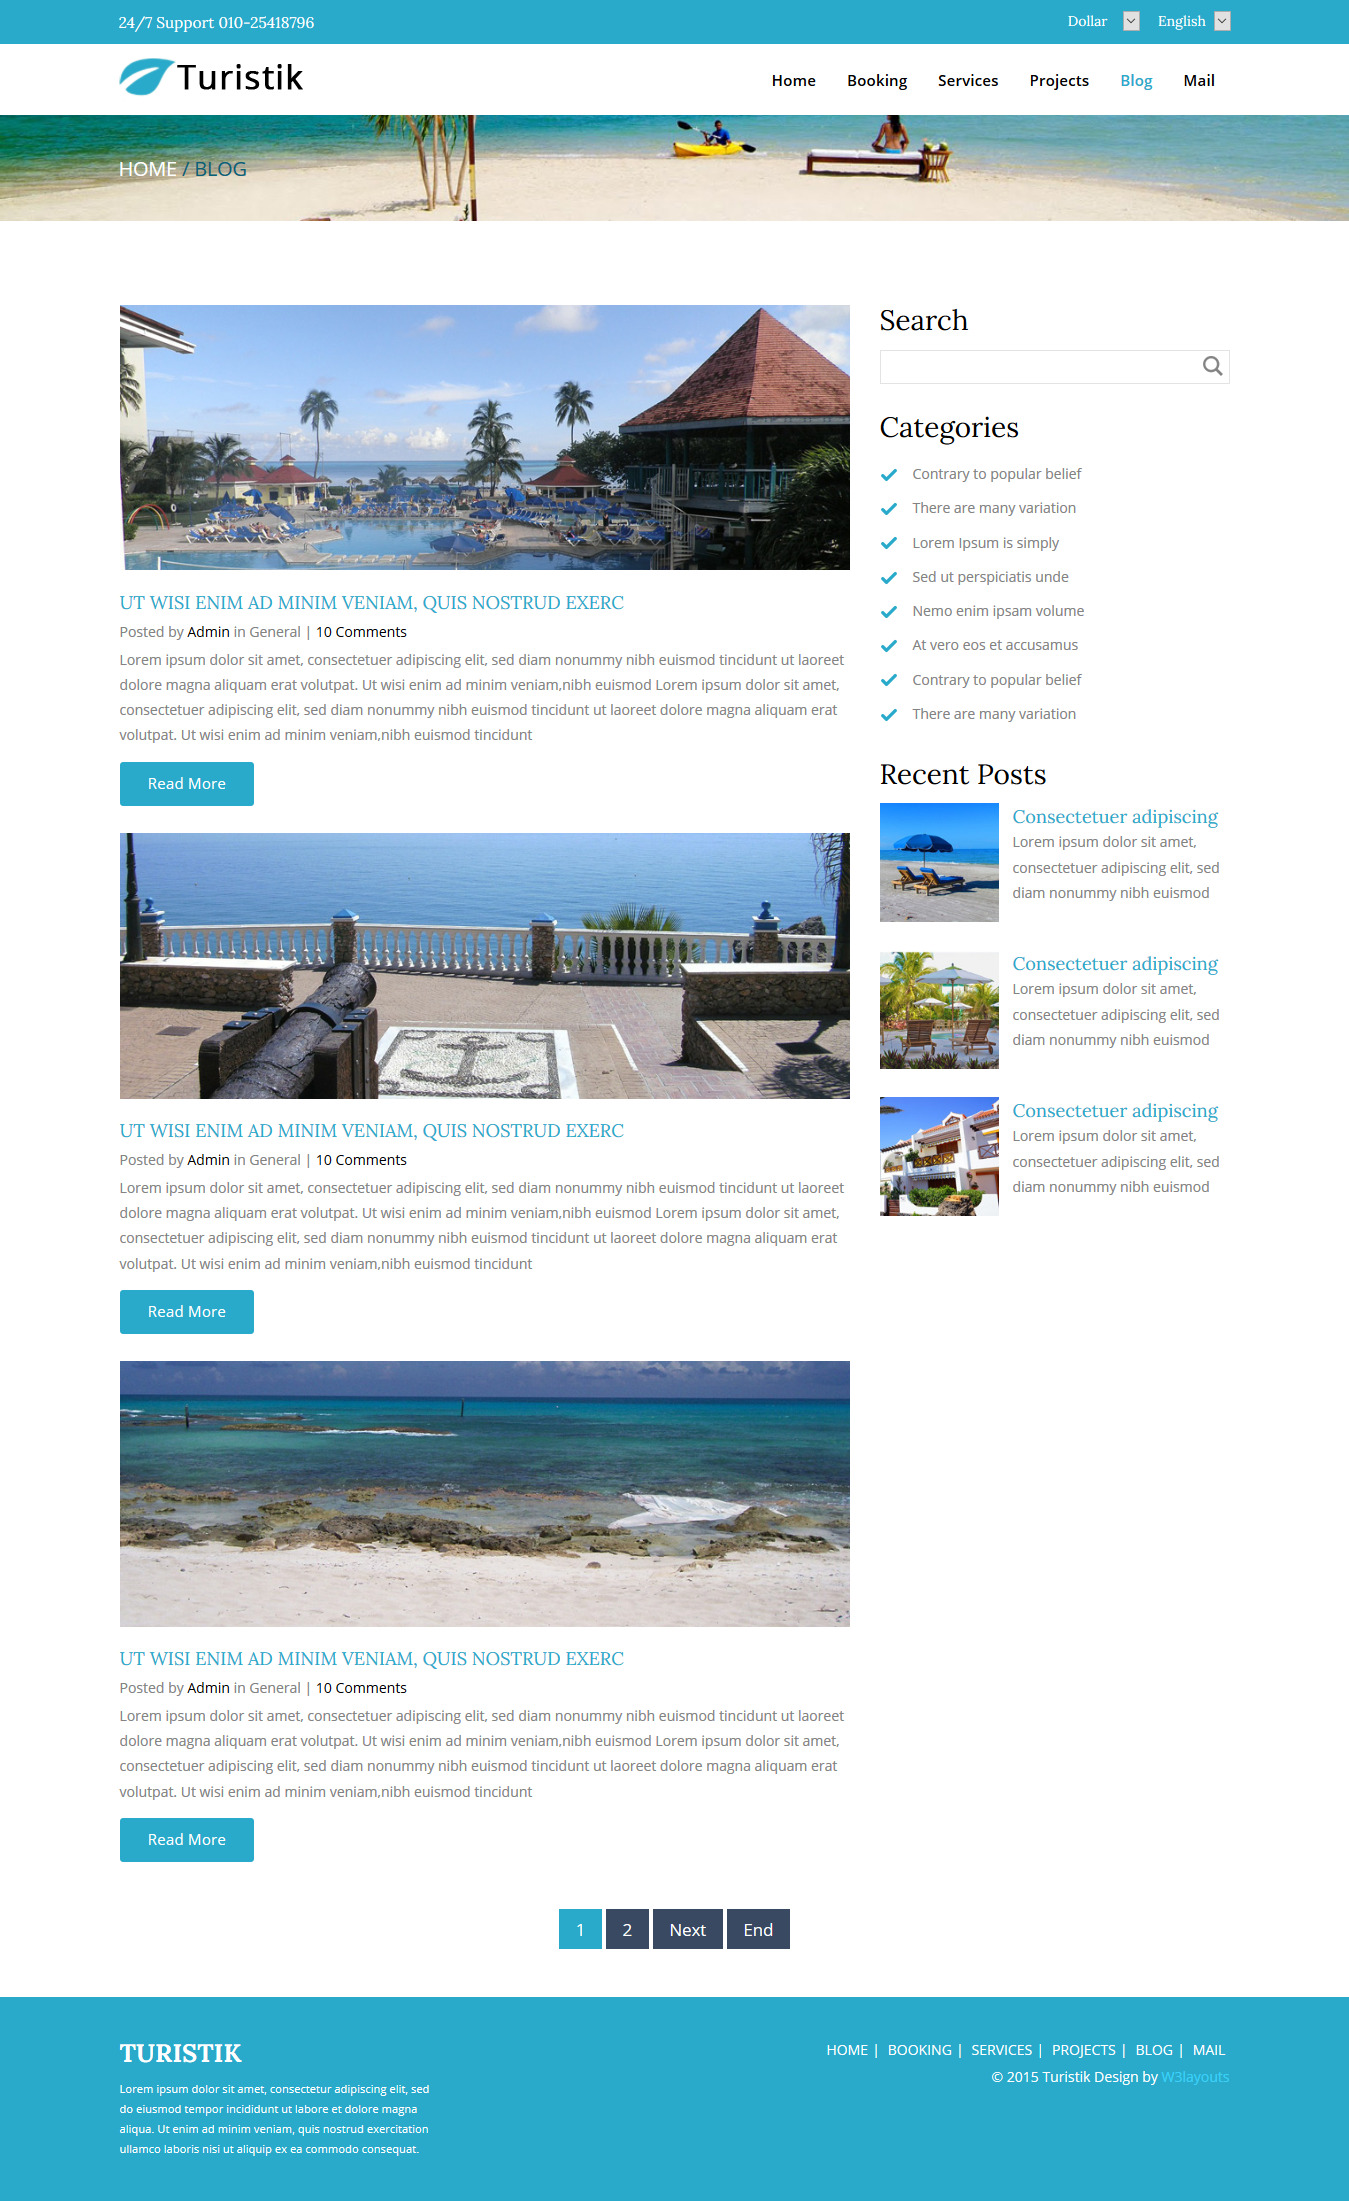 24/7 Support 010-25418796
Dollar
English
Turistik
Home Booking Services Projects Blog Mail
HOME / BLOG
UT WISI ENIM AD MINIM VENIAM, QUIS NOSTRUD EXERC
Posted by Admin in General | 10 Comments
Lorem ipsum dolor sit amet, consectetuer adipiscing elit, sed diam nonummy nibh euismod tincidunt ut laoreet
dolore magna aliquam erat volutpat. Ut wisi enim ad minim veniam,nibh euismod Lorem ipsum dolor sit amet,
consectetuer adipiscing elit, sed diam nonummy nibh euismod tincidunt ut laoreet dolore magna aliquam erat
volutpat. Ut wisi enim ad minim veniam,nibh euismod tincidunt
Read More
UT WISI ENIM AD MINIM VENIAM, QUIS NOSTRUD EXERC
Posted by Admin in General | 10 Comments
Lorem ipsum dolor sit amet, consectetuer adipiscing elit, sed diam nonummy nibh euismod tincidunt ut laoreet
dolore magna aliquam erat volutpat. Ut wisi enim ad minim veniam,nibh euismod Lorem ipsum dolor sit amet,
consectetuer adipiscing elit, sed diam nonummy nibh euismod tincidunt ut laoreet dolore magna aliquam erat
volutpat. Ut wisi enim ad minim veniam,nibh euismod tincidunt
Read More
UT WISI ENIM AD MINIM VENIAM, QUIS NOSTRUD EXERC
Posted by Admin in General | 10 Comments
Lorem ipsum dolor sit amet, consectetuer adipiscing elit, sed diam nonummy nibh euismod tincidunt ut laoreet
dolore magna aliquam erat volutpat. Ut wisi enim ad minim veniam,nibh euismod Lorem ipsum dolor sit amet,
consectetuer adipiscing elit, sed diam nonummy nibh euismod tincidunt ut laoreet dolore magna aliquam erat
volutpat. Ut wisi enim ad minim veniam,nibh euismod tincidunt
Read More
Search
Categories
Contrary to popular belief
There are many variation
Lorem Ipsum is simply
Sed ut perspiciatis unde
Nemo enim ipsam volume
At vero eos et accusamus
Contrary to popular belief
There are many variation
Recent Posts
Consectetuer adipiscing
Lorem ipsum dolor sit amet,
consectetuer adipiscing elit, sed
diam nonummy nibh euismod
Consectetuer adipiscing
Lorem ipsum dolor sit amet,
consectetuer adipiscing elit, sed
diam nonummy nibh euismod
Consectetuer adipiscing
Lorem ipsum dolor sit amet,
consectetuer adipiscing elit, sed
diam nonummy nibh euismod
1 2 Next End
TURISTIK
Lorem ipsum dolor sit amet, consectetur adipiscing elit, sed
do eiusmod tempor incididunt ut labore et dolore magna
aliqua. Ut enim ad minim veniam, quis nostrud exercitation
ullamco laboris nisi ut aliquip ex ea commodo consequat.
HOME | BOOKING | SERVICES | PROJECTS | BLOG | MAIL
© 2015 Turistik Design by W3layouts